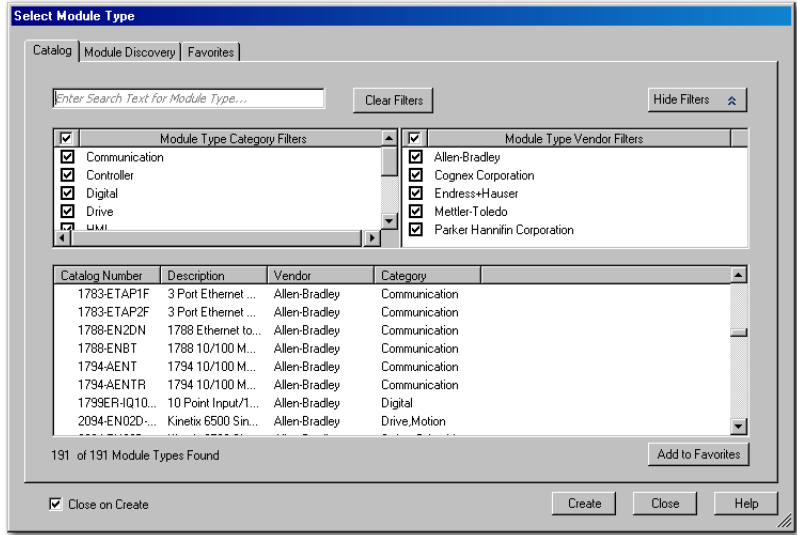 Select Module Type
Catalog Module Discovery Favorites
Enter Search Text for Module Type... Clear Filters Hide Filters
Module Type Category Filters Module Type Vendor Filters
Communication Allen-Bradley
Controller Cognex Corporation
Digital Endress+Hauser
Drive Mettler-Toledo
HMI Parker Hannifin Corporation
Catalog Number Description Vendor Category
1783-ETAP1F 3 Port Ethernet ... Allen-Bradley Communication
1783-ETAP2F 3 Port Ethernet ... Allen-Bradley Communication
1788-EN2DN 1788 Ethernet to... Allen-Bradley Communication
1788-ENBT 1788 10/100 M... Allen-Bradley Communication
1794-AENT 1794 10/100 M... Allen-Bradley Communication
1794-AENTR 1794 10/100 M... Allen-Bradley Communication
1799ER-IQ10... 10 Point Input/1... Allen-Bradley Digital
2094-EN02D-... Kinetix 6500 Sin... Allen-Bradley Drive,Motion
191 of 191 Module Types Found Add to Favorites
Close on Create Create Close Help